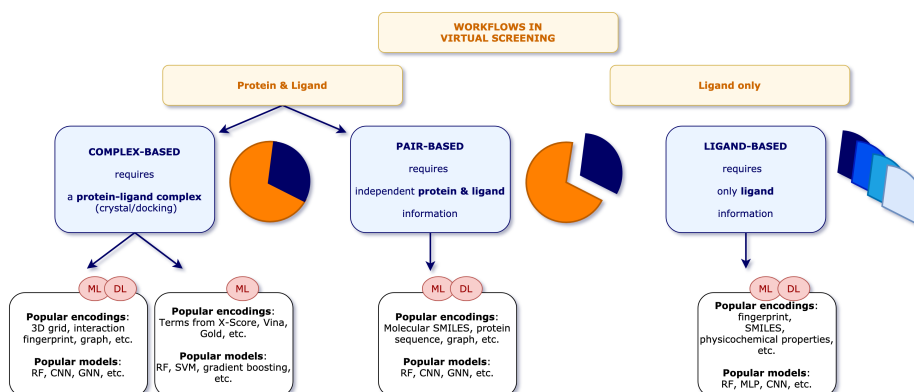 WORKFLOWS IN
VIRTUAL SCREENING
Protein & Ligand
Ligand only
COMPLEX-BASED
requires
a protein-ligand complex
(crystal/docking)
PAIR-BASED
requires
independent protein & ligand
information
LIGAND-BASED
requires
only ligand
information
ML
DL
Popular encodings:
3D grid, interaction
fingerprint, graph, etc.
Popular models:
RF, CNN, GNN, etc.
ML
Popular encodings:
Terms from X-Score, Vina,
Gold, etc.
Popular models:
RF, SVM, gradient boosting,
etc.
ML
DL
Popular encodings:
Molecular SMILES, protein
sequence, graph, etc.
Popular models:
RF, CNN, GNN, etc.
ML
DL
Popular encodings:
fingerprint,
SMILES,
physicochemical properties,
etc.
Popular models:
RF, MLP, CNN, etc.